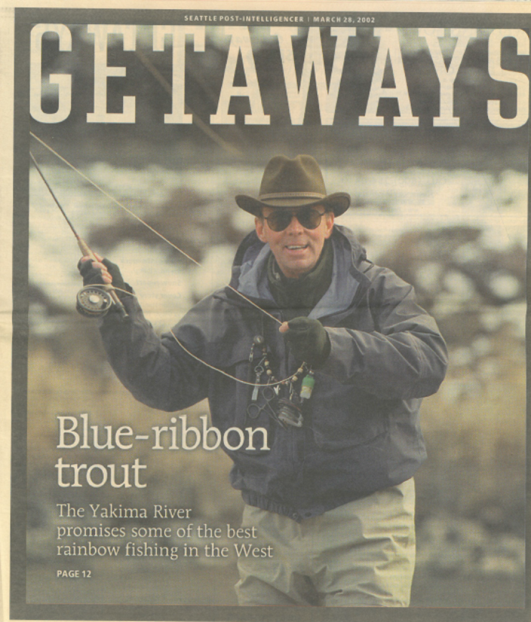 SEATTLE POST-INTELLIGENCER | MARCH 28, 2002
GETAWAYS
Blue-ribbon
trout
The Yakima River
promises some of the best
rainbow fishing in the West
PAGE 12